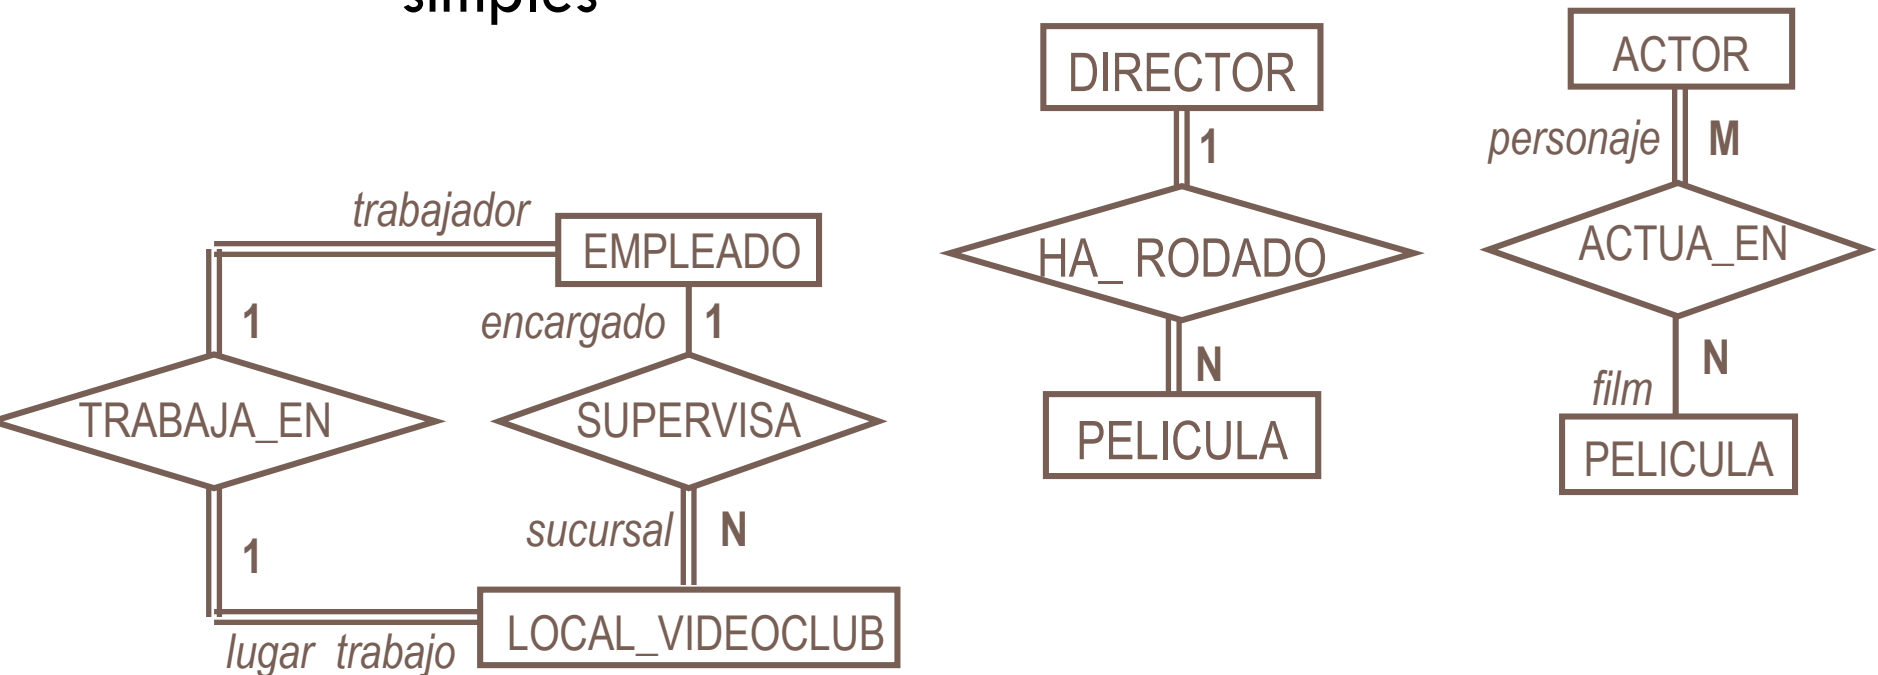 simples
trabajador
EMPLEADO
1
encargado
1
TRABAJA_EN
SUPERVISA
1
sucursal
N
lugar trabajo
LOCAL_VIDEOCLUB
DIRECTOR
1
HA_ RODADO
N
PELICULA
ACTOR
personaje
M
ACTUA_EN
N
film
PELICULA